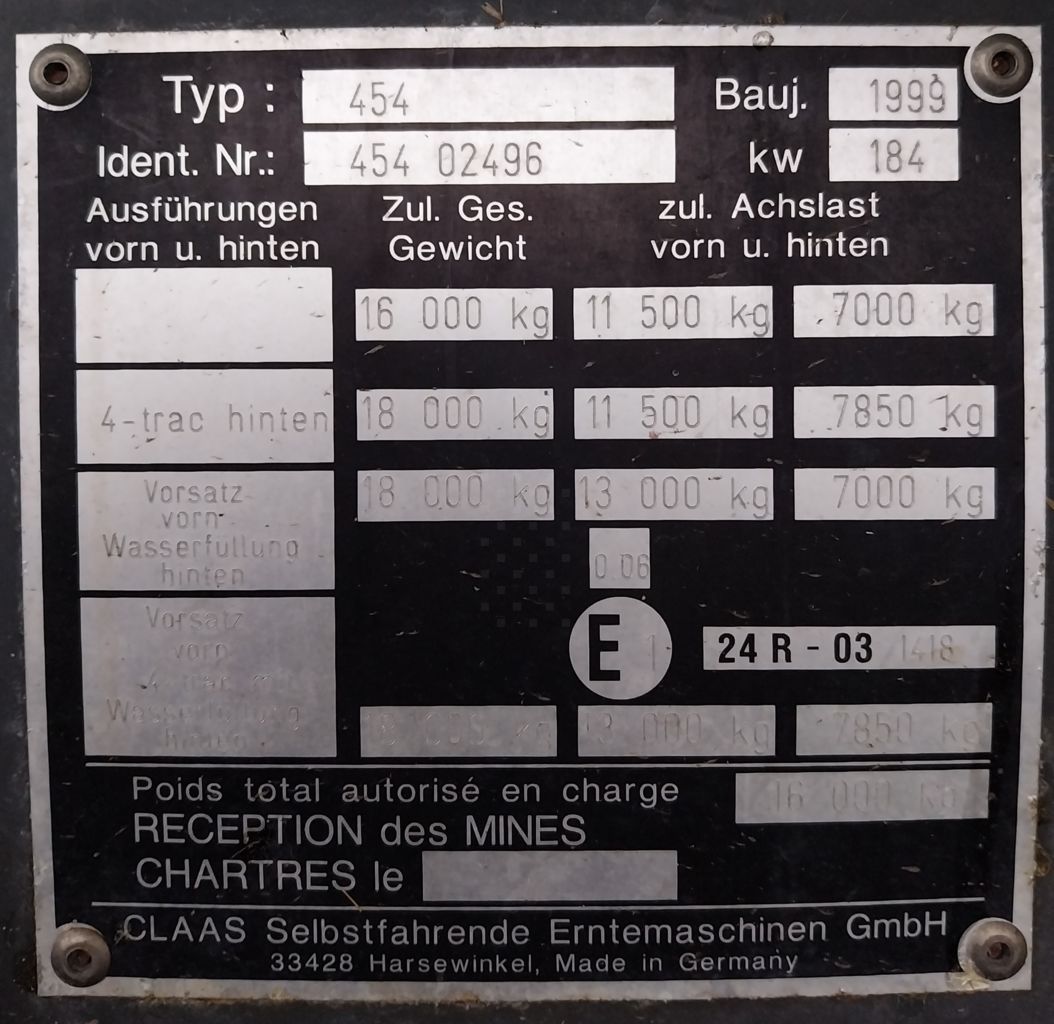 Typ : 454 Bauj. 1999
Ident. Nr.: 454 02496 kw 184
Ausführungen Zul. Ges. zul. Achslast
vorn u. hinten Gewicht vorn u. hinten
16 000 kg 11 500 kg 7000 kg
4-trac hinten 18 000 kg 11 500 kg 7850 kg
Vorsatz 18 000 kg 13 000 kg 7000 kg
vorn
Wasserfüllung
hinten
0.06
Vorsatz
vorn
E 1 24 R - 03 1418
Wasserfüllung
hinten 13 000 kg 7850 kg
Poids total autorisé en charge 16 000 kg
RECEPTION des MINES
CHARTRES le
CLAAS Selbstfahrende Erntemaschinen GmbH
33428 Harsewinkel, Made in Germany